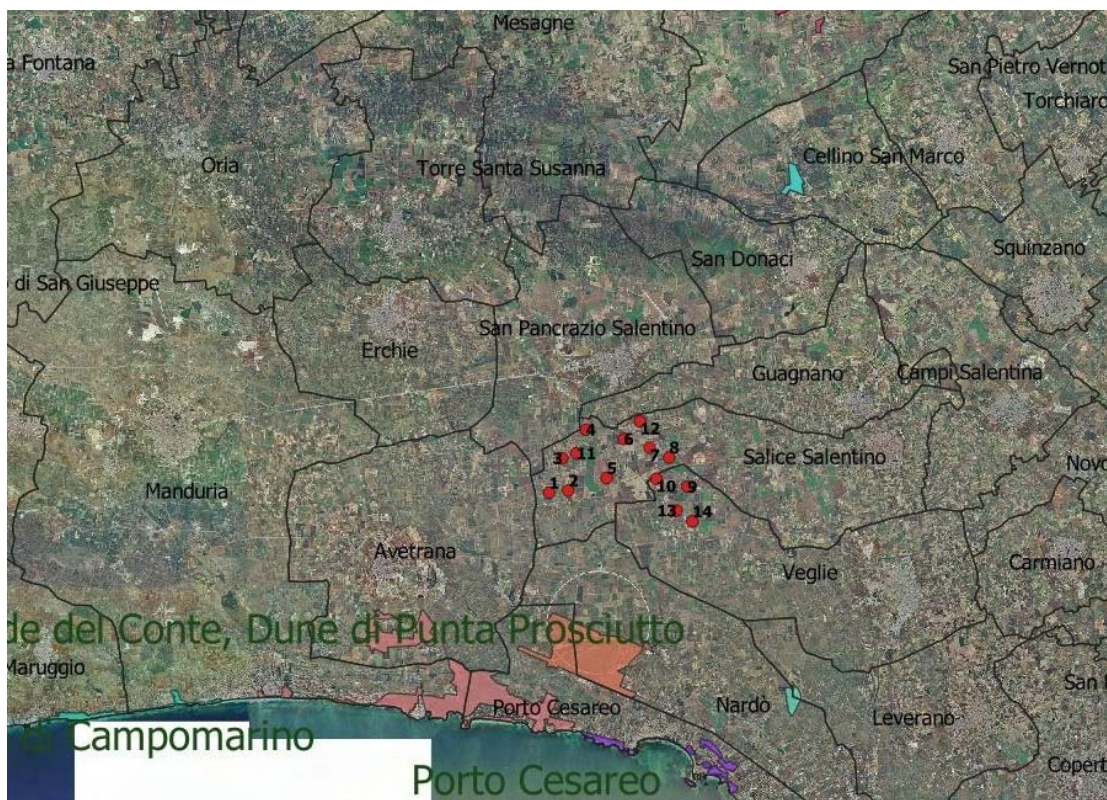 Mesagne
a Fontana
San Pietro Vernot
Torchiaro
Oria
Torre Santa Susanna
Cellino San Marco
San Donaci
Squinzano
di San Giuseppe
San Pancrazio Salentino
Erchie
Guagnano
Campi Salentina
4
12
6
3
11
7
8
Salice Salentino
Novo
5
1
2
10
9
Manduria
13
14
Avetrana
Veglie
Carmiano
de del Conte, Dune di Punta Prosciutto
Maruggio
San
Porto Cesareo
Nardò
Leverano
di Campomarino
Copert
Porto Cesareo